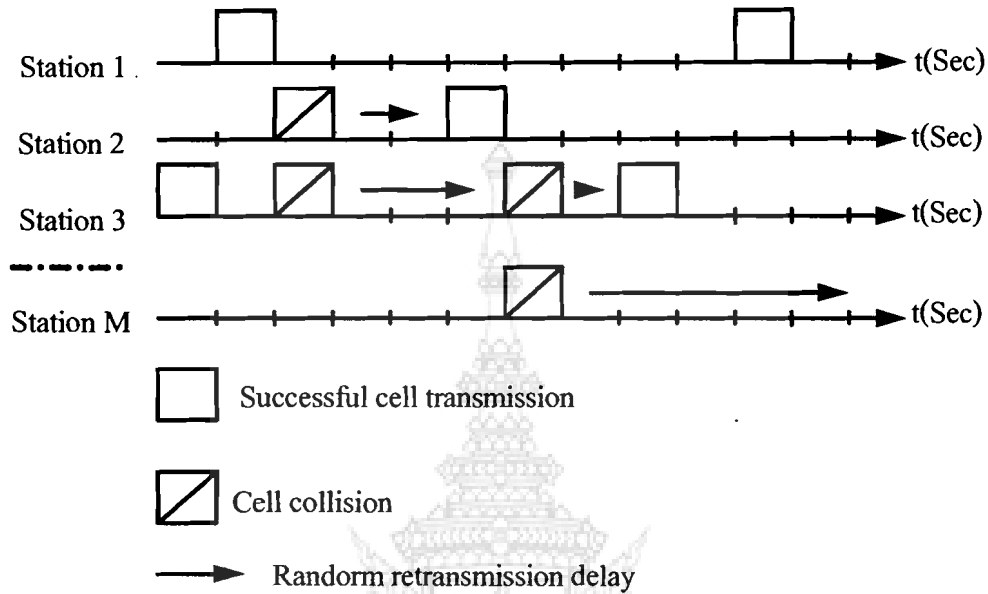 Station 1
t(Sec)
Station 2
t(Sec)
Station 3
t(Sec)
Station M
t(Sec)
Successful cell transmission
Cell collision
Randorm retransmission delay